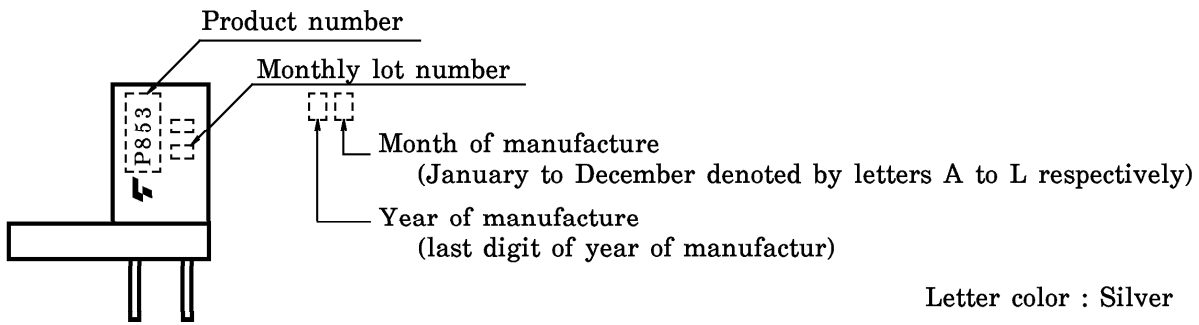 Product number
Monthly lot number
P853
Month of manufacture
(January to December denoted by letters A to L respectively)
Year of manufacture
(last digit of year of manufactur)
Letter color : Silver